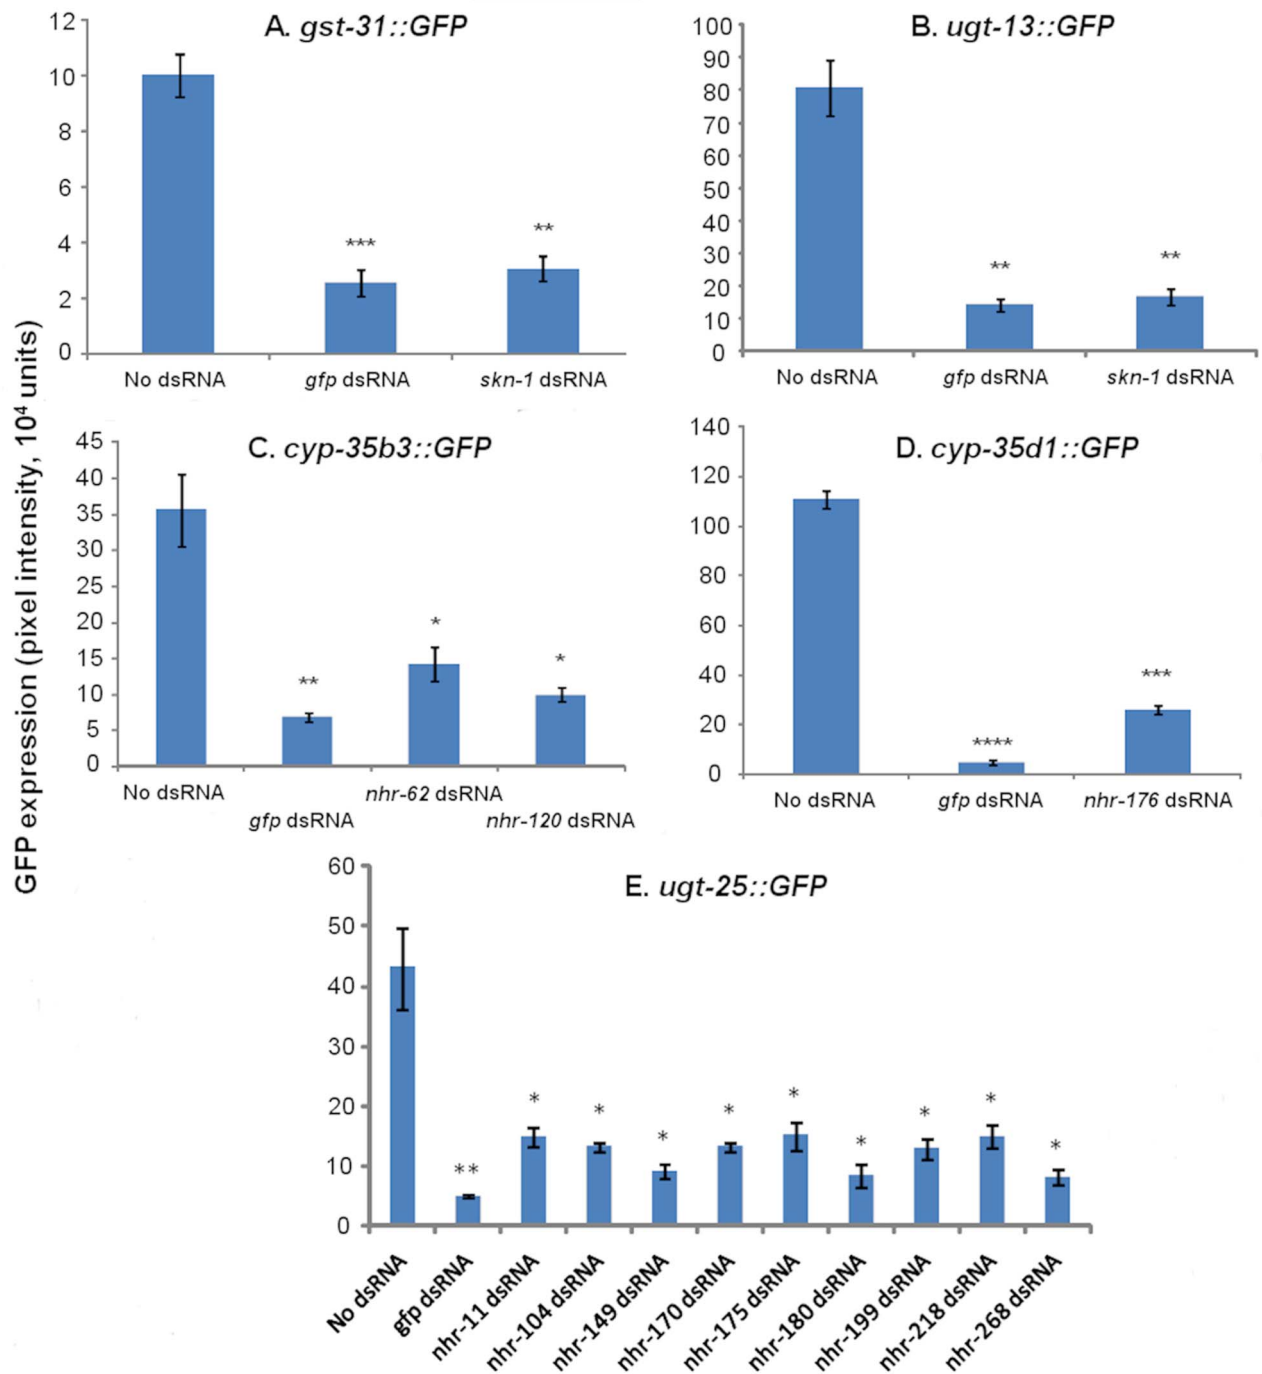 GFP expression (pixel intensity, 10⁴ units)
A. gst-31::GFP
12
10
8
6
4
2
0
***
**
No dsRNA
gfp dsRNA
skn-1 dsRNA
B. ugt-13::GFP
100
90
80
70
60
50
40
30
20
10
0
**
**
No dsRNA
gfp dsRNA
skn-1 dsRNA
C. cyp-35b3::GFP
45
40
35
30
25
20
15
10
5
0
**
*
*
No dsRNA
gfp dsRNA
nhr-62 dsRNA
nhr-120 dsRNA
D. cyp-35d1::GFP
140
120
100
80
60
40
20
0
****
***
No dsRNA
gfp dsRNA
nhr-176 dsRNA
E. ugt-25::GFP
60
50
40
30
20
10
0
**
*
*
*
*
*
*
*
*
*
No dsRNA
gfp dsRNA
nhr-11 dsRNA
nhr-104 dsRNA
nhr-149 dsRNA
nhr-170 dsRNA
nhr-175 dsRNA
nhr-180 dsRNA
nhr-199 dsRNA
nhr-218 dsRNA
nhr-268 dsRNA